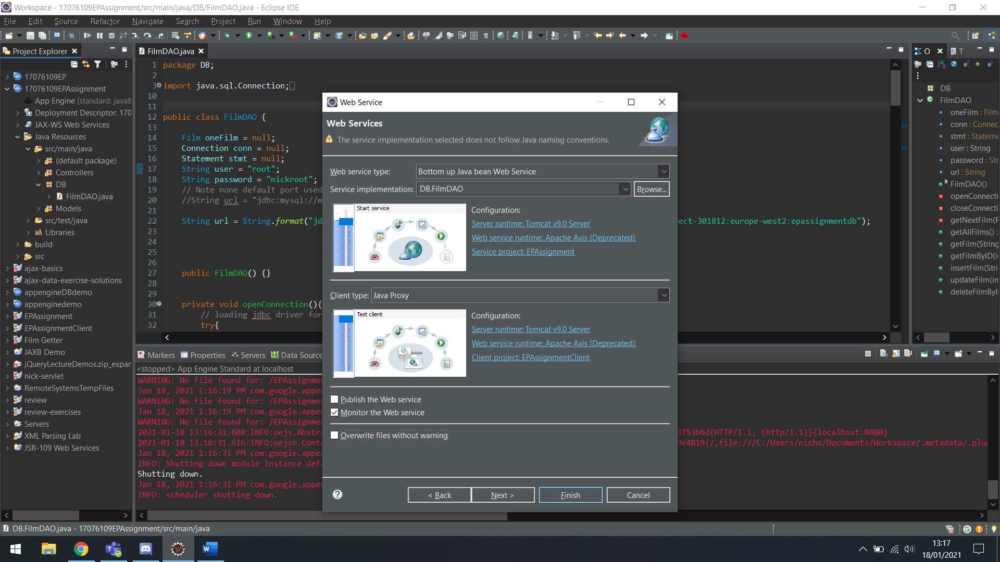 Workspace - 17076109EPAssignment/src/main/java/DB/FilmDAO.java - Eclipse IDE
File Edit Source Refactor Navigate Search Project Run Window Help
Project Explorer
17076109EP
17076109EPAssignment
App Engine [standard: java8
Deployment Descriptor: 170
JAX-WS Web Services
Java Resources
src/main/java
(default package)
Controllers
DB
FilmDAO.java
Models
src/test/java
Libraries
build
src
ajax-basics
ajax-data-exercise-solutions
appengineDBdemo
appenginedemo
EPAssignment
EPAssignmentClient
Film Getter
JAXB Demo
jQueryLectureDemos.zip_expan
nick-servlet
RemoteSystemsTempFiles
review
review-exercises
Servers
XML Parsing Lab
JSR-109 Web Services
FilmDAO.java
1 package DB;
2
3 import java.sql.Connection;
10
11
12 public class FilmDAO {
13
14 Film oneFilm = null;
15 Connection conn = null;
16 Statement stmt = null;
17 String user = "root";
18 String password = "nickroot";
19 // Note none default port used
20 //String url = "jdbc:mysql://m
21
22 String url = String.format("jd
ect-301812:europe-west2:epassignmentdb");
23
24
25
26
27 public FilmDAO() {}
28
29
30 private void openConnection(){
31 // loading jdbc driver for
32 try{
Web Service
Web Services
The service implementation selected does not follow Java naming conventions.
Web service type: Bottom up Java bean Web Service
Service implementation: DB.FilmDAO Browse...
Start service
Configuration:
Server runtime: Tomcat v9.0 Server
Web service runtime: Apache Axis (Deprecated)
Service project: EPAssignment
Client type: Java Proxy
Test client
Configuration:
Server runtime: Tomcat v9.0 Server
Web service runtime: Apache Axis (Deprecated)
Client project: EPAssignmentClient
Publish the Web service
Monitor the Web service
Overwrite files without warning
< Back Next > Finish Cancel
O T
DB
FilmDAO
oneFilm : Film
conn : Connec
stmt : Stateme
user : String
password : Str
url : String
FilmDAO()
openConnecti
closeConnecti
getNextFilm(R
getAllFilms() :
getFilm(String
getFilmByID(in
insertFilm(Stri
updateFilm(in
deleteFilmByI
Markers Properties Servers Data Source
<stopped> App Engine Standard at localhost
WARNING: No file found for: /EPAssignme
Jan 18, 2021 1:16:19 PM com.google.appe
WARNING: No file found for: /EPAssignme
Jan 18, 2021 1:16:19 PM com.google.appe
WARNING: No file found for: /EPAssignme
2021-01-18 13:16:31.608:INFO:oejs.Abstra
3753b6d{HTTP/1.1, (http/1.1)}{localhost:8080}
2021-01-18 13:16:31.616:INFO:oejsh.Conte
0e4819{/,file:///C:/Users/nicho/Documents/Workspace/.metadata/.plug
Jan 18, 2021 1:16:31 PM com.google.appe
INFO: Shutting down module instance defa
Shutting down.
Jan 18, 2021 1:16:31 PM com.google.appe
INFO: scheduler shutting down.
DB.FilmDAO.java - 17076109EPAssignment/src/main/java
13:17
18/01/2021